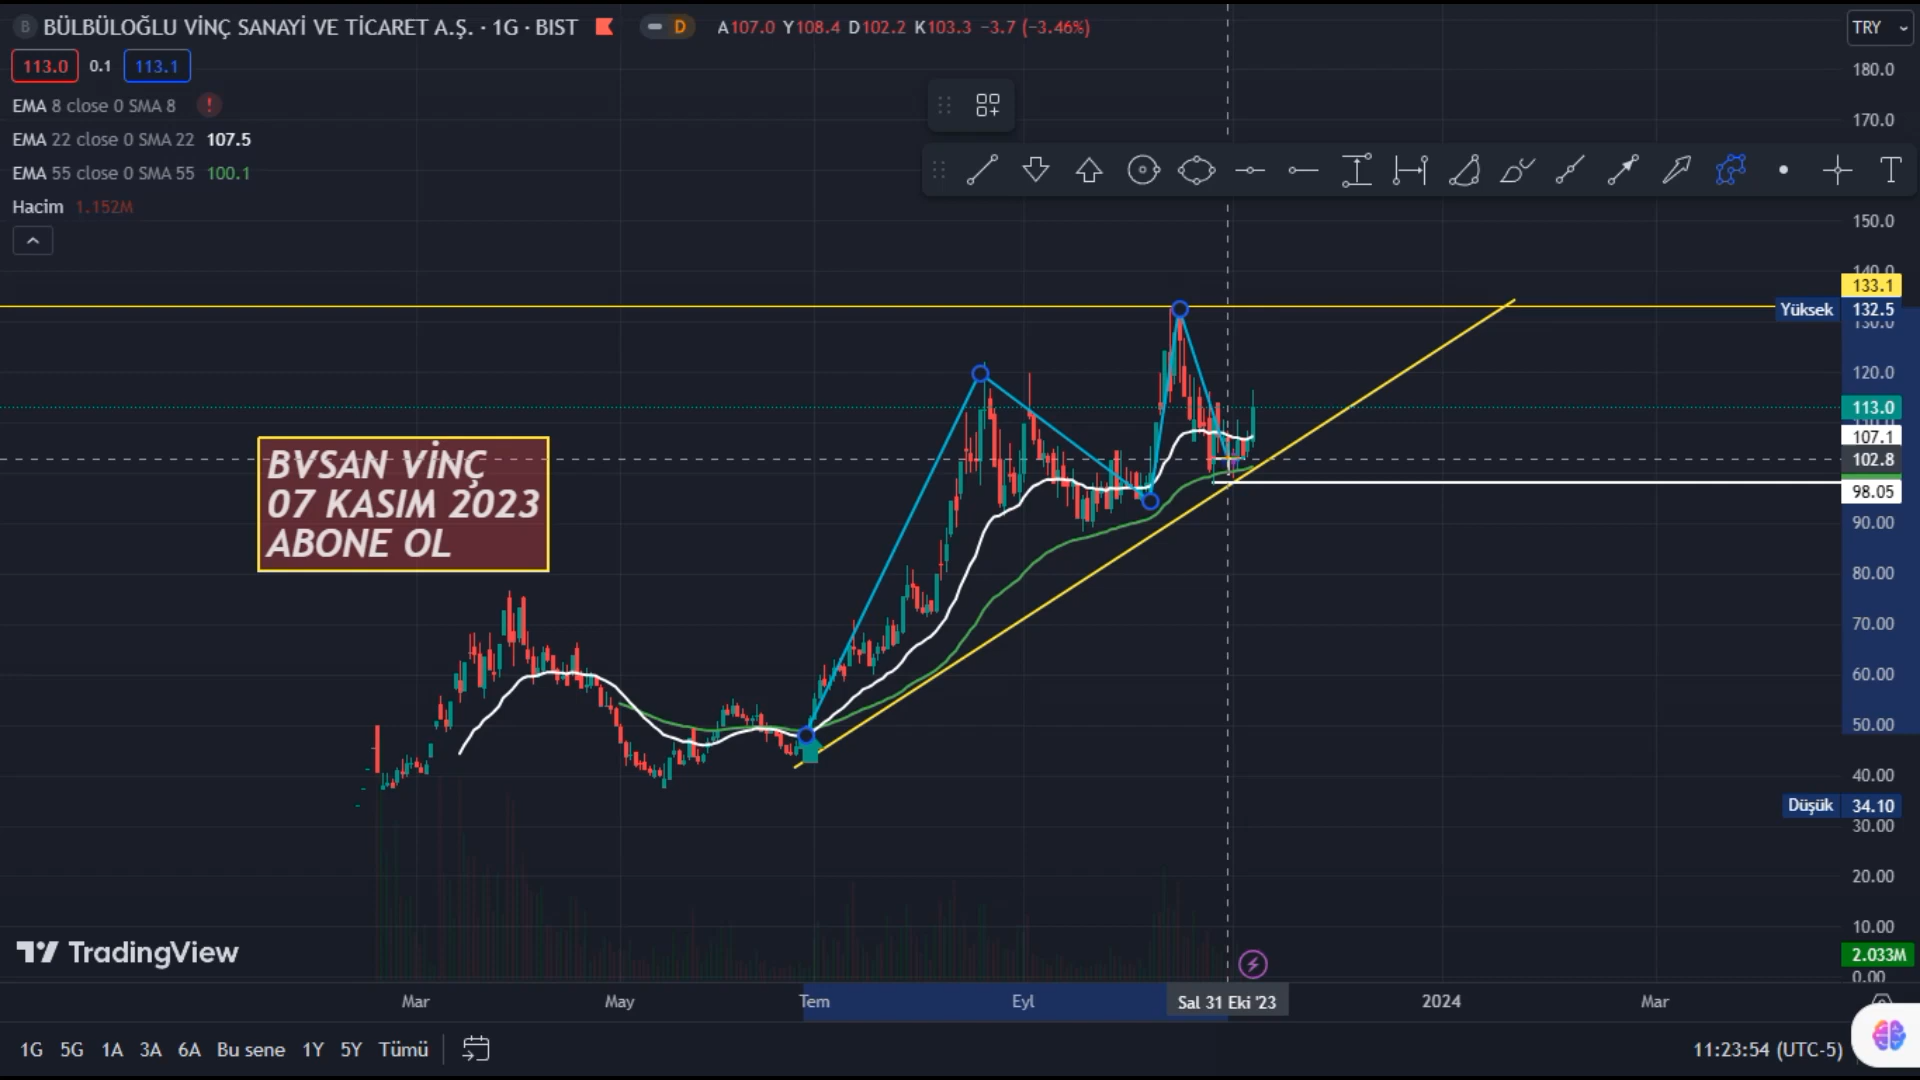 B BÜLBÜLOĞLU VİNÇ SANAYİ VE TİCARET A.Ş. · 1G · BIST D A107.0 Y108.4 D102.2 K103.3 −3.7 (−3.46%) TRY
113.0 0.1 113.1
EMA 8 close 0 SMA 8 !
EMA 22 close 0 SMA 22 107.5
EMA 55 close 0 SMA 55 100.1
Hacim 1.152M
T
180.0
170.0
150.0
140.0
133.1
Yüksek 132.5
130.0
120.0
113.0
107.1
102.8
98.05
90.00
80.00
70.00
60.00
50.00
40.00
Düşük 34.10
30.00
20.00
10.00
2.033M
0.00
BVSAN VİNÇ
07 KASIM 2023
ABONE OL
TradingView
Mar May Tem Eyl Sal 31 Eki '23 2024 Mar
1G 5G 1A 3A 6A Bu sene 1Y 5Y Tümü 11:23:54 (UTC-5)